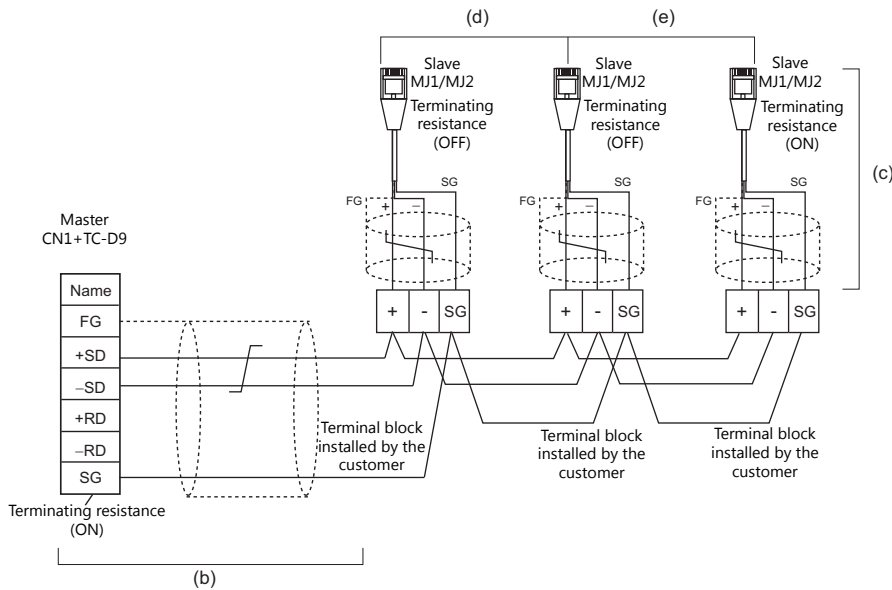 (d)
(e)
Slave
MJ1/MJ2
Terminating
resistance
(OFF)
Slave
MJ1/MJ2
Terminating
resistance
(OFF)
Slave
MJ1/MJ2
Terminating
resistance
(ON)
(c)
SG
FG
+
−
SG
FG
+
−
SG
FG
+
−
Master
CN1+TC-D9
Name
FG
+SD
−SD
+RD
−RD
SG
Terminating resistance
(ON)
+
-
SG
+
-
SG
+
-
SG
Terminal block
installed by the
customer
Terminal block
installed by the
customer
Terminal block
installed by the
customer
(b)